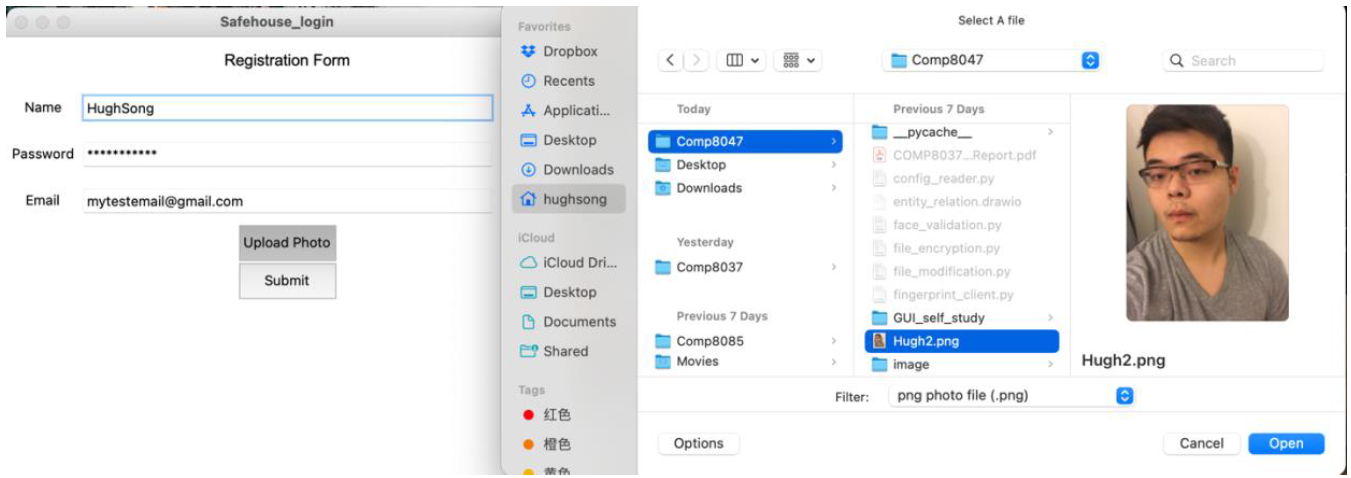 Safehouse_login
Registration Form
Name HughSong
Password ***********
Email mytestemail@gmail.com
Upload Photo
Submit
Favorites
Dropbox
Recents
Applicati...
Desktop
Downloads
hughsong
iCloud
iCloud Dri...
Desktop
Documents
Shared
Tags
红色
橙色
黄色
Select A file
Comp8047
Search
Today
Comp8047
Desktop
Downloads
Yesterday
Comp8037
Previous 7 Days
Comp8085
Movies
Previous 7 Days
__pycache__
COMP8037...Report.pdf
config_reader.py
entity_relation.drawio
face_validation.py
file_encryption.py
file_modification.py
fingerprint_client.py
GUI_self_study
Hugh2.png
image
Hugh2.png
Filter: png photo file (.png)
Options
Cancel
Open